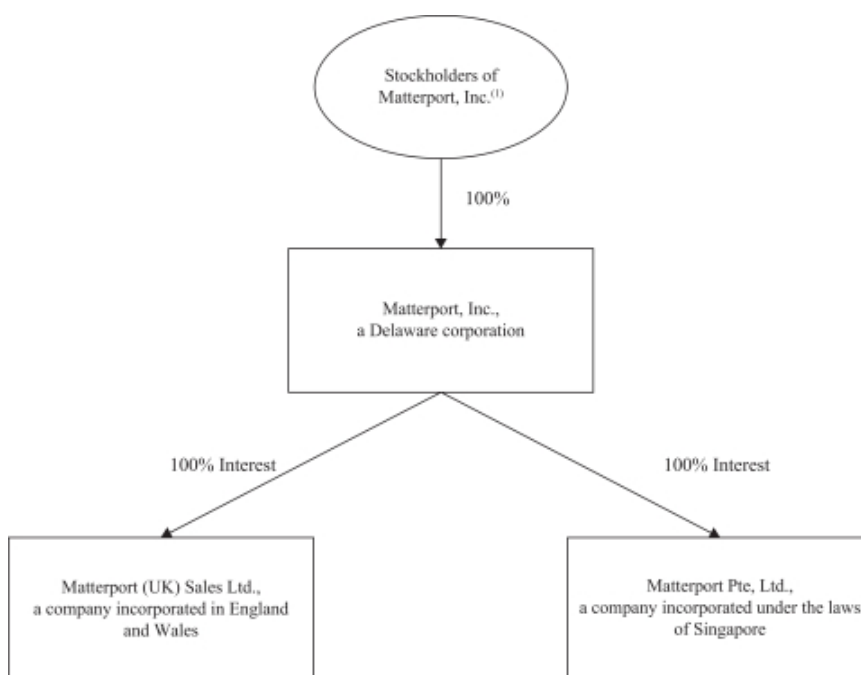 Stockholders of
Matterport, Inc.(1)
100%
Matterport, Inc.,
a Delaware corporation
100% Interest
100% Interest
Matterport (UK) Sales Ltd.,
a company incorporated in England
and Wales
Matterport Pte, Ltd.,
a company incorporated under the laws
of Singapore